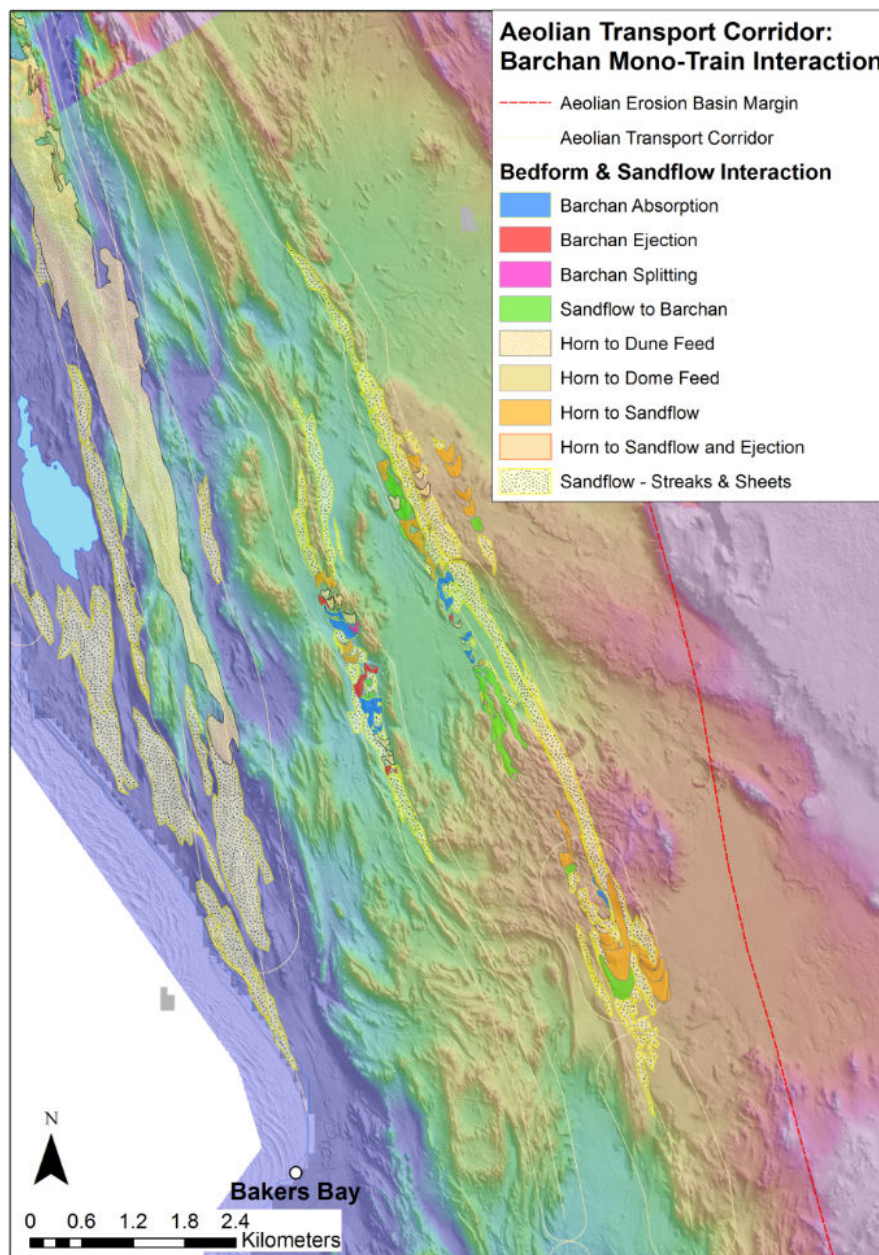 Aeolian Transport Corridor:
Barchan Mono-Train Interaction
Aeolian Erosion Basin Margin
Aeolian Transport Corridor
Bedform & Sandflow Interaction
Barchan Absorption
Barchan Ejection
Barchan Splitting
Sandflow to Barchan
Horn to Dune Feed
Horn to Dome Feed
Horn to Sandflow
Horn to Sandflow and Ejection
Sandflow - Streaks & Sheets
N
Bakers Bay
0 0.6 1.2 1.8 2.4
Kilometers